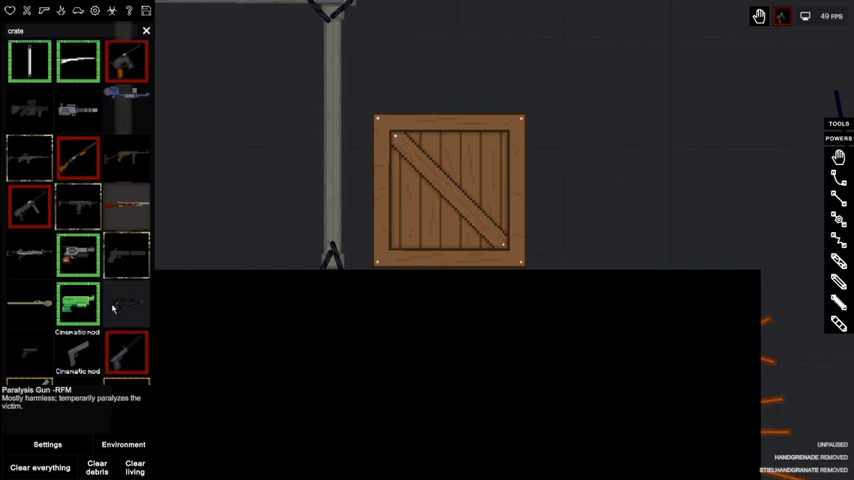 49 FPS
crate
TOOLS
POWERS
Cinematic mod
Cinematic mod
Paralysis Gun -RFM
Mostly harmless; temperarily paralyzes the
victim.
Settings
Environment
Clear everything
Clear
debris
Clear
living
UNPAUSED
HANDGRENADE REMOVED
STIELHANDGRANATE REMOVED